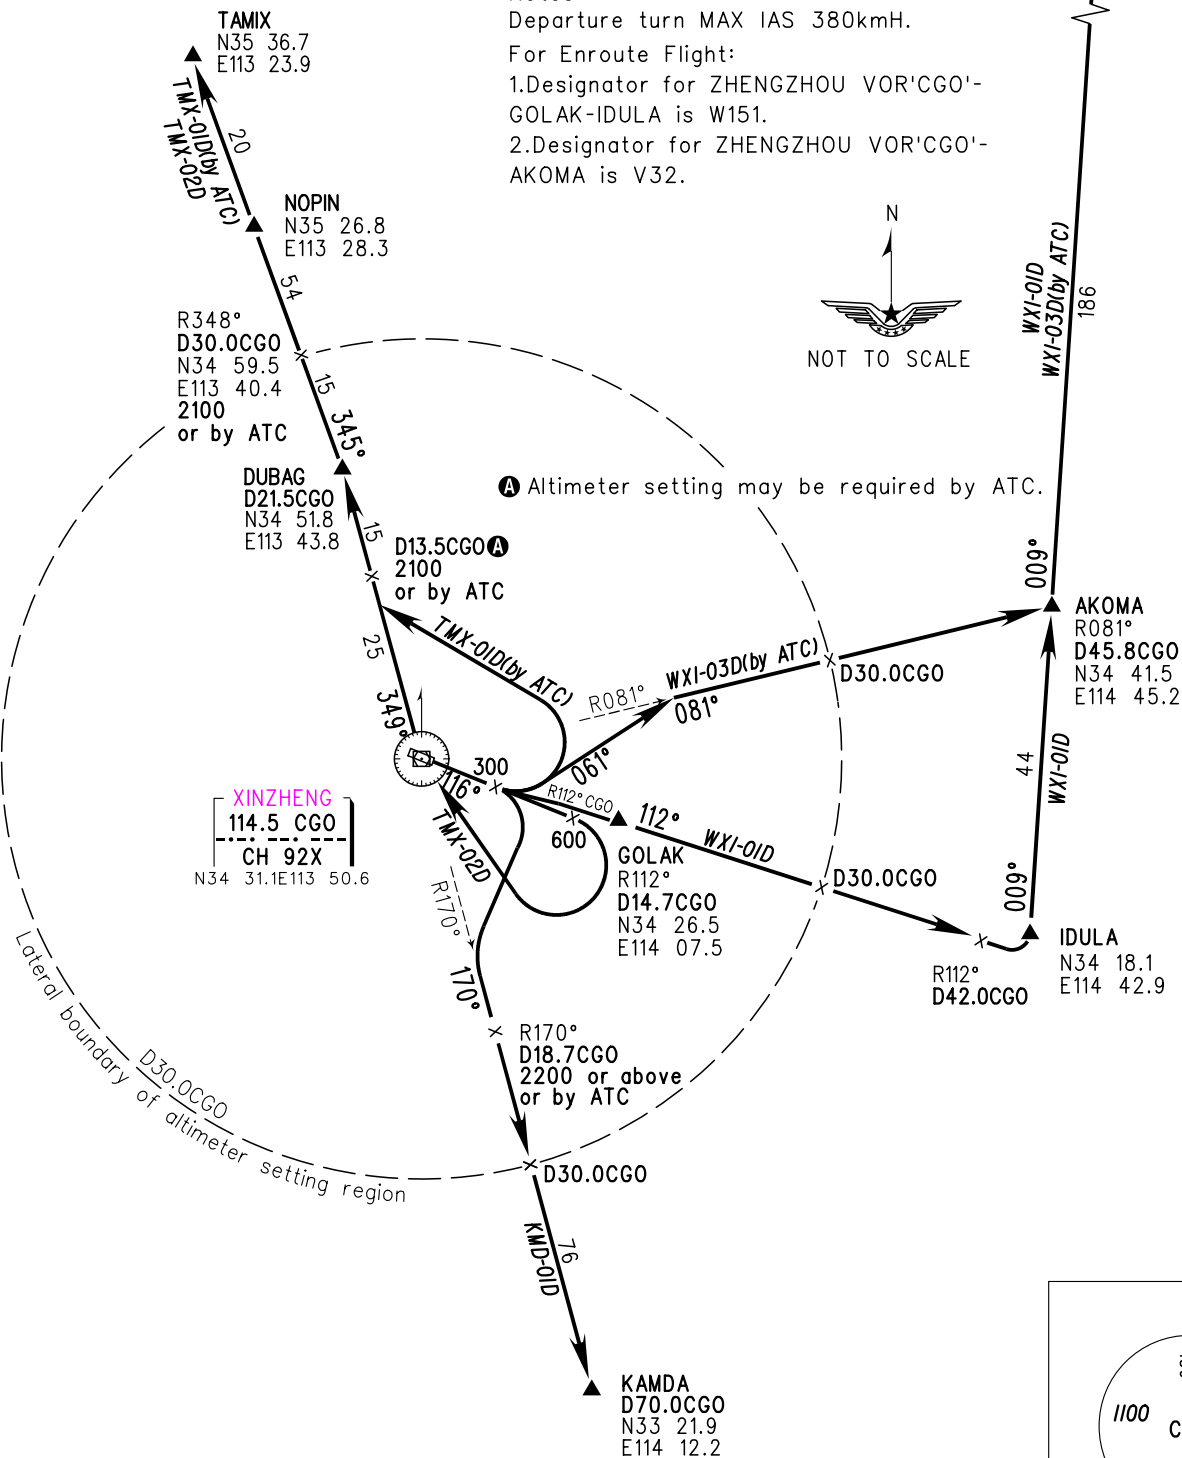 Departure turn MAX IAS 380kmH.
For Enroute Flight:
1.Designator for ZHENGZHOU VOR'CGO'-
GOLAK-IDULA is W151.
2.Designator for ZHENGZHOU VOR'CGO'-
AKOMA is V32.
TAMIX
N35 36.7
E113 23.9
TMX-01D(by ATC)
TMX-02D
20
NOPIN
N35 26.8
E113 28.3
54
N
NOT TO SCALE
WXI-01D
WXI-03D(by ATC)
186
R348°
D30.0CGO
N34 59.5
E113 40.4
2100
or by ATC
15
345°
DUBAG
D21.5CGO
N34 51.8
E113 43.8
15
A Altimeter setting may be required by ATC.
D13.5CGO A
2100
or by ATC
25
349°
TMX-01D(by ATC)
WXI-03D(by ATC)
R081°
081°
D30.0CGO
009°
AKOMA
R081°
D45.8CGO
N34 41.5
E114 45.2
44
WXI-01D
061°
300
116°
R112°CGO
600
112°
WXI-01D
XINZHENG
114.5 CGO
CH 92X
N34 31.1E113 50.6
TMX-02D
GOLAK
R112°
D14.7CGO
N34 26.5
E114 07.5
D30.0CGO
009°
IDULA
N34 18.1
E114 42.9
R112°
D42.0CGO
R170°
170°
R170°
D18.7CGO
2200 or above
or by ATC
D30.0CGO
D30.0CGO
Lateral boundary of altimeter setting region
KMD-01D
76
KAMDA
D70.0CGO
N33 21.9
E114 12.2
1100
C